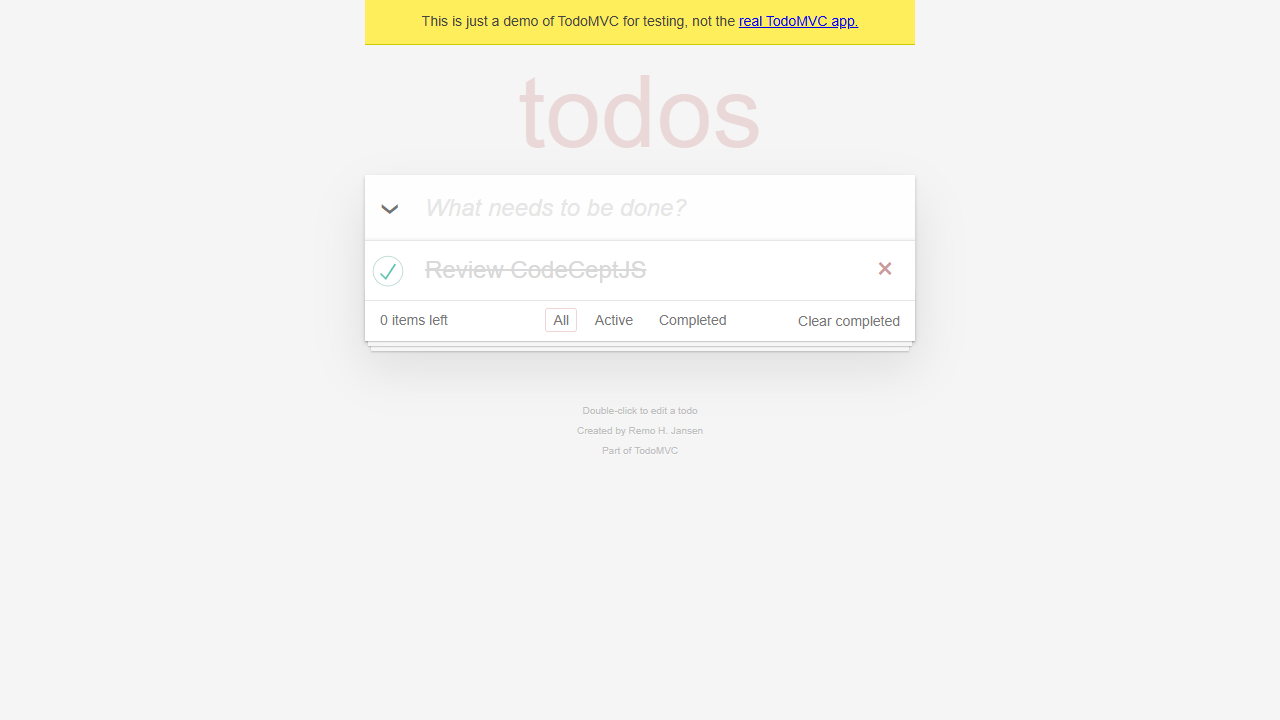 This is just a demo of TodoMVC for testing, not the real TodoMVC app.
todos
What needs to be done?
Review CodeCeptJS
0 items left All Active Completed Clear completed
Double-click to edit a todo
Created by Remo H. Jansen
Part of TodoMVC